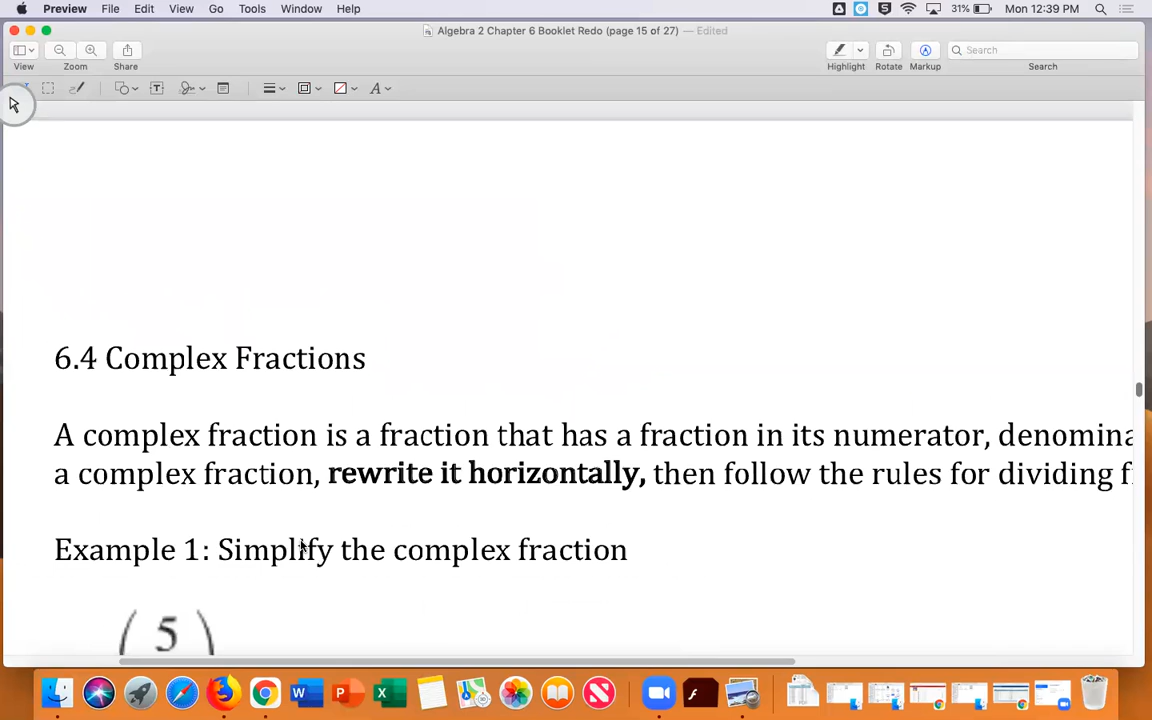 Preview File Edit View Go Tools Window Help 31% Mon 12:39 PM
Algebra 2 Chapter 6 Booklet Redo (page 15 of 27) — Edited
Search
View Zoom Share Highlight Rotate Markup Search
6.4 Complex Fractions
A complex fraction is a fraction that has a fraction in its numerator, denomina
a complex fraction, rewrite it horizontally, then follow the rules for dividing f
Example 1: Simplify the complex fraction
( 5 )